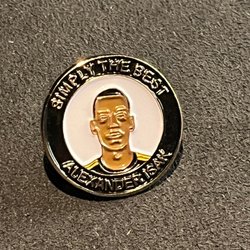 SIMPLY THE BEST
ALEXANDER ISAK